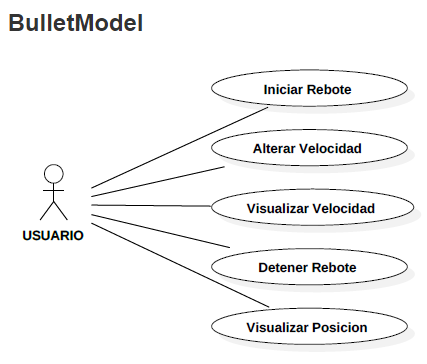 BulletModel
Iniciar Rebote
Alterar Velocidad
Visualizar Velocidad
USUARIO
Detener Rebote
Visualizar Posicion